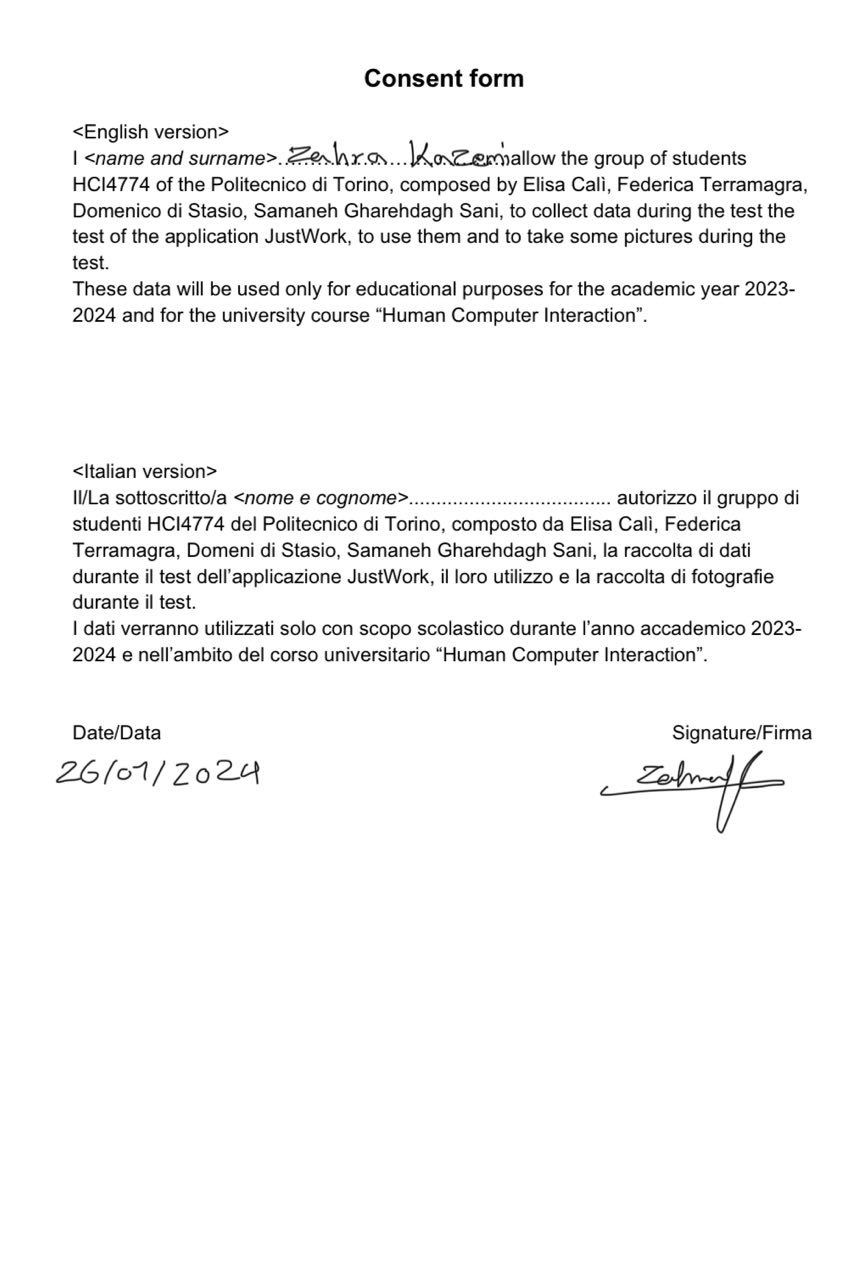 Consent form
<English version>
I <name and surname>.Zahra Kazemi allow the group of students
HCI4774 of the Politecnico di Torino, composed by Elisa Calì, Federica Terramagra,
Domenico di Stasio, Samaneh Gharehdagh Sani, to collect data during the test the
test of the application JustWork, to use them and to take some pictures during the
test.
These data will be used only for educational purposes for the academic year 2023-
2024 and for the university course “Human Computer Interaction”.
<Italian version>
Il/La sottoscritto/a <nome e cognome>..................................... autorizzo il gruppo di
studenti HCI4774 del Politecnico di Torino, composto da Elisa Calì, Federica
Terramagra, Domeni di Stasio, Samaneh Gharehdagh Sani, la raccolta di dati
durante il test dell’applicazione JustWork, il loro utilizzo e la raccolta di fotografie
durante il test.
I dati verranno utilizzati solo con scopo scolastico durante l’anno accademico 2023-
2024 e nell’ambito del corso universitario “Human Computer Interaction”.
Date/Data Signature/Firma
26/01/2024